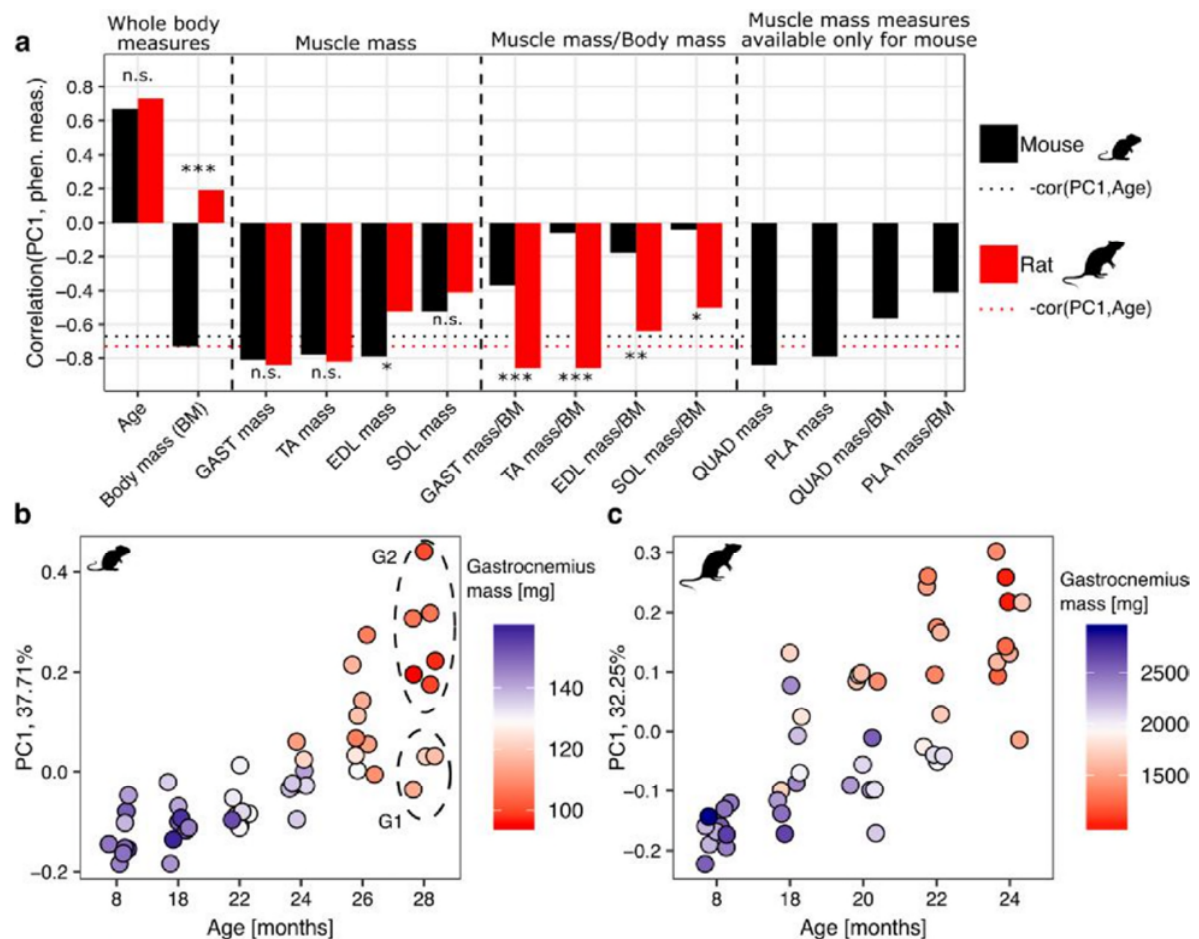 a
Whole body
measures
Muscle mass
Muscle mass/Body mass
Muscle mass measures
available only for mouse
Correlation(PC1, phen. meas.)
0.8
0.6
0.4
0.2
0.0
−0.2
−0.4
−0.6
−0.8
n.s.
***
n.s.
n.s.
*
n.s.
***
***
**
*
Age
Body mass (BM)
GAST mass
TA mass
EDL mass
SOL mass
GAST mass/BM
TA mass/BM
EDL mass/BM
SOL mass/BM
QUAD mass
PLA mass
QUAD mass/BM
PLA mass/BM
Mouse
-cor(PC1,Age)
Rat
-cor(PC1,Age)
b
PC1, 37.71%
0.4
0.2
0.0
−0.2
G2
G1
8 18 22 24 26 28
Age [months]
Gastrocnemius
mass [mg]
140
120
100
c
PC1, 32.25%
0.3
0.2
0.1
0.0
−0.1
−0.2
8 18 20 22 24
Age [months]
Gastrocnemius
mass [mg]
2500
2000
1500